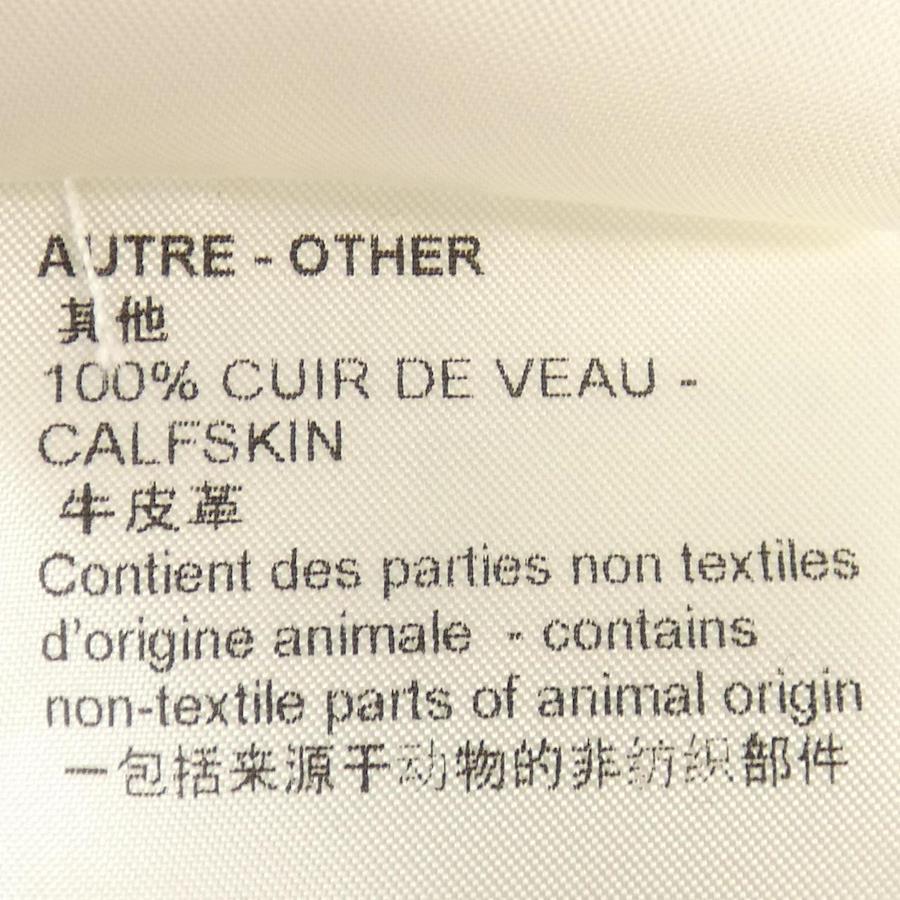 AUTRE - OTHER
其他
100% CUIR DE VEAU -
CALFSKIN
牛皮革
Contient des parties non textiles
d'origine animale - contains
non-textile parts of animal origin
一包括来源于动物的非纺织部件